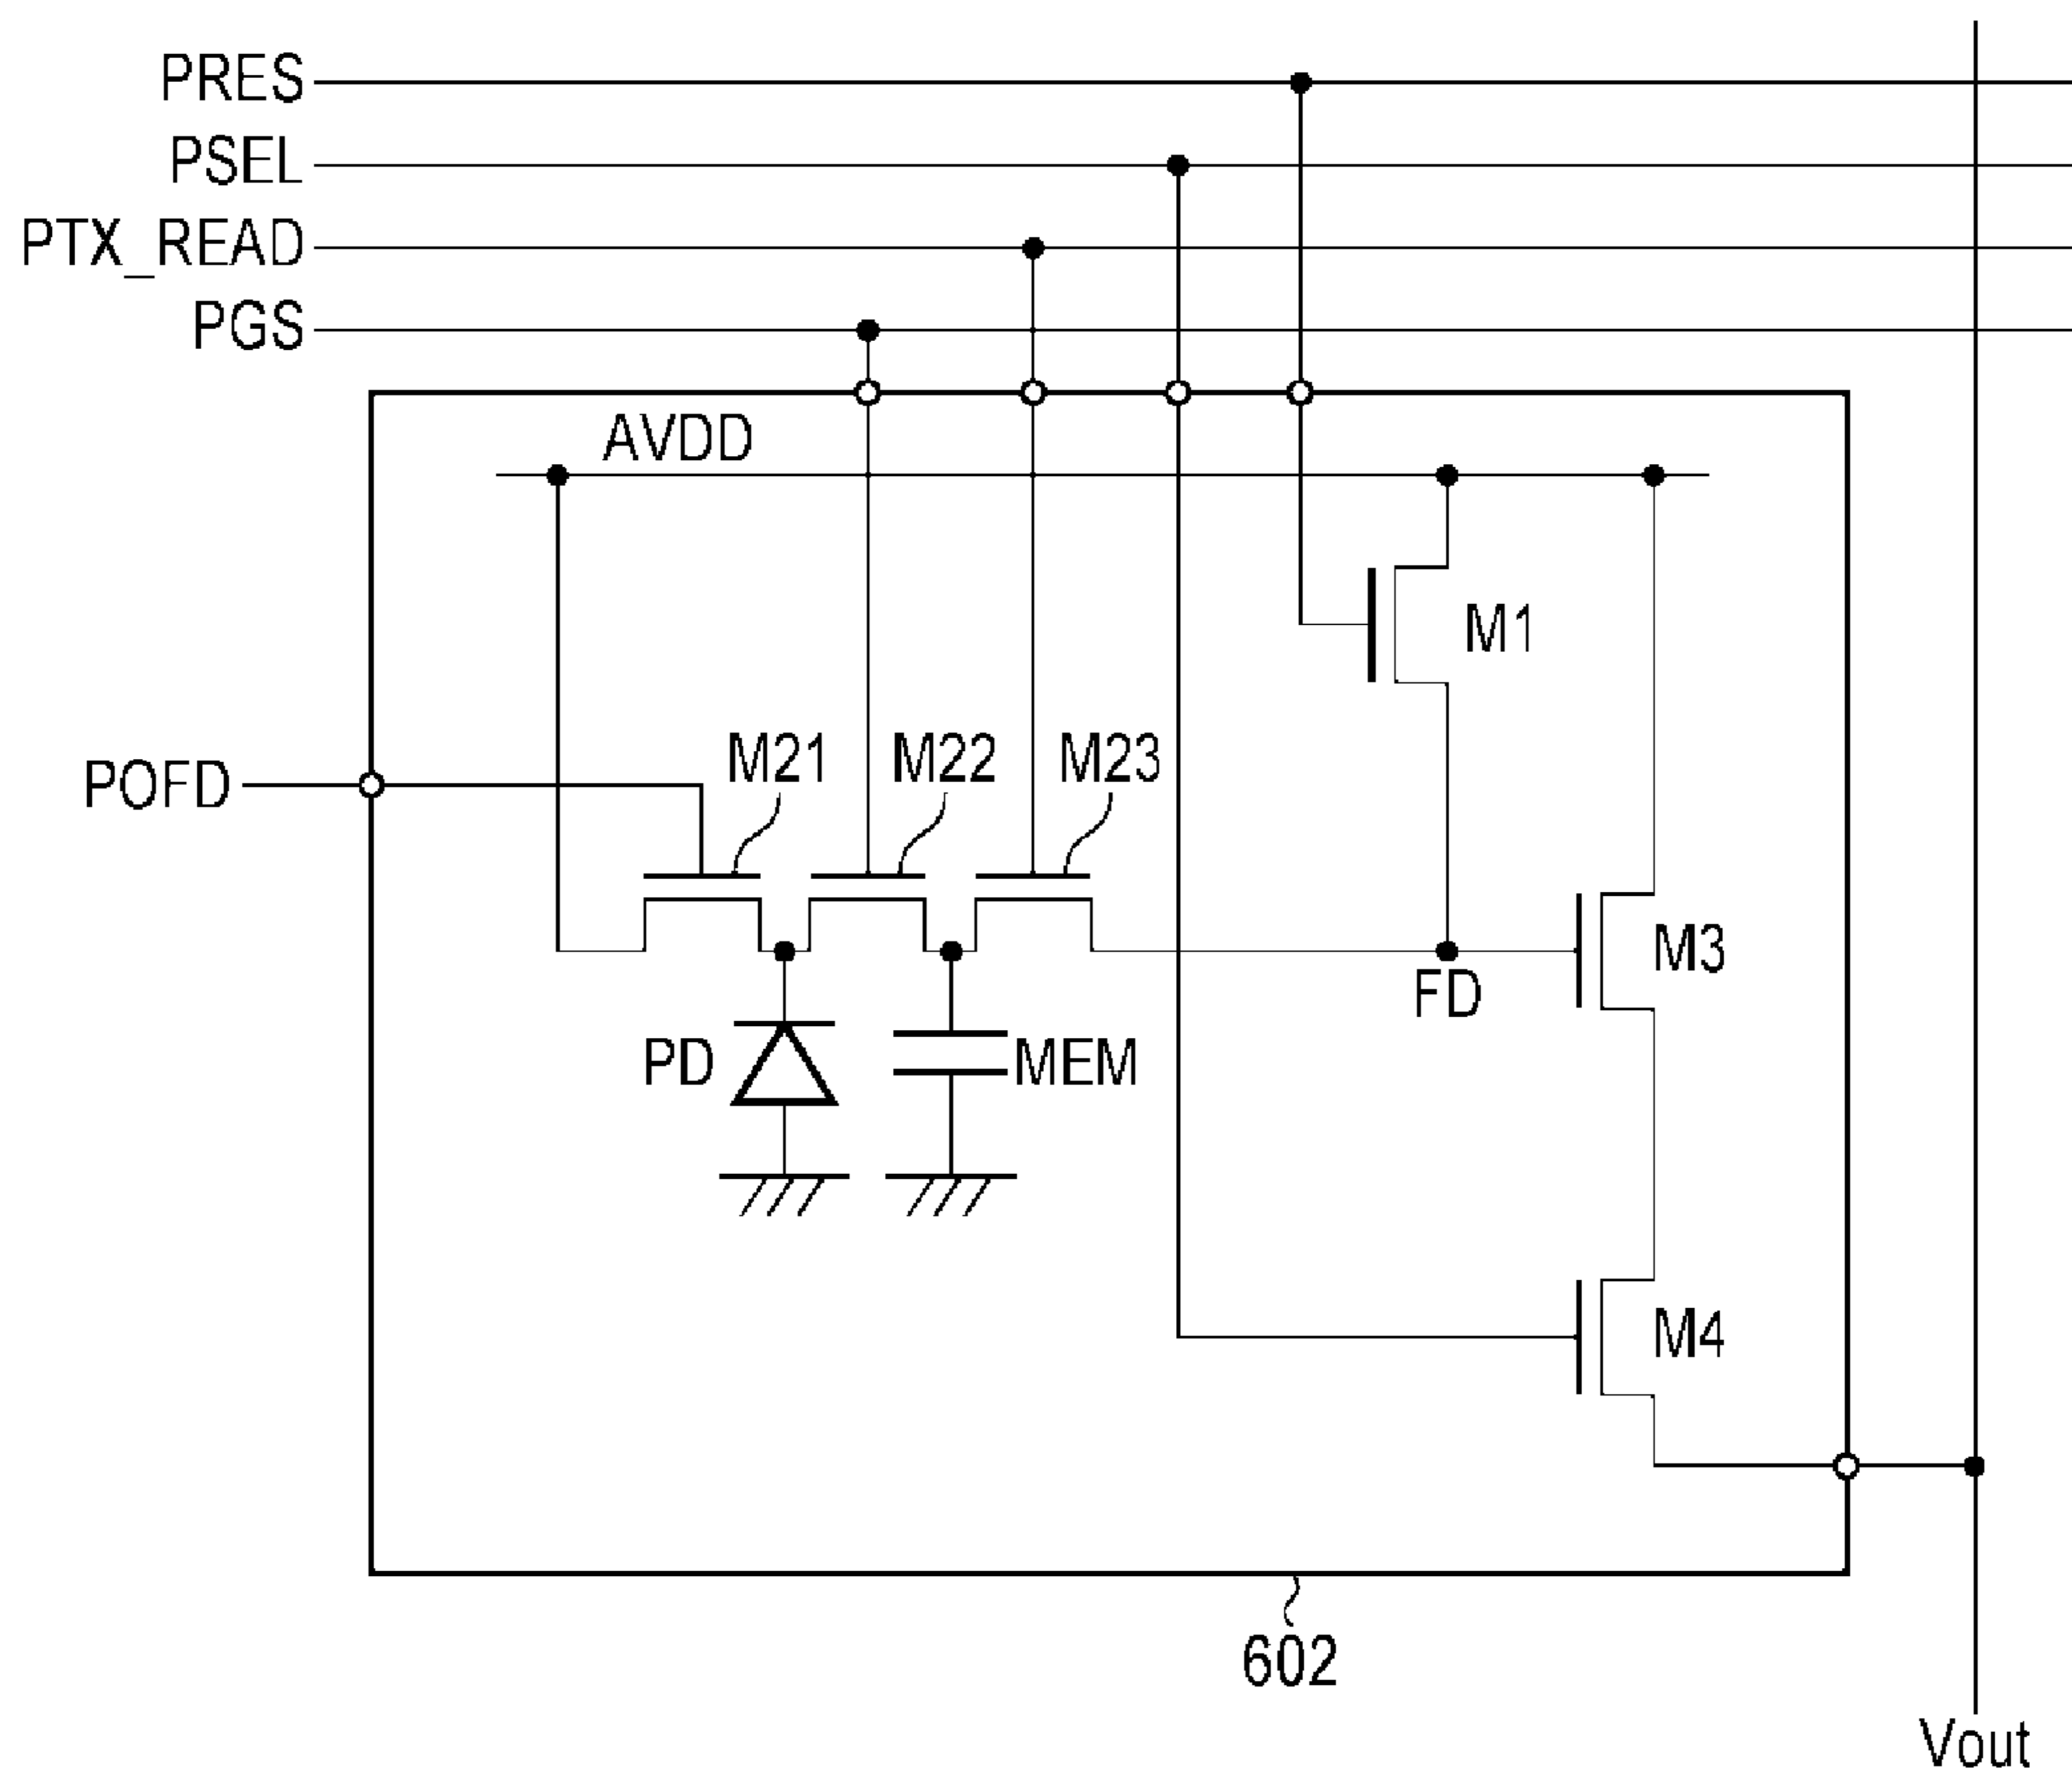 PRES
PSEL
PTX_READ
PGS
AVDD
M1
M21 M22 M23
POFD
M3
FD
PD MEM
M4
602
Vout